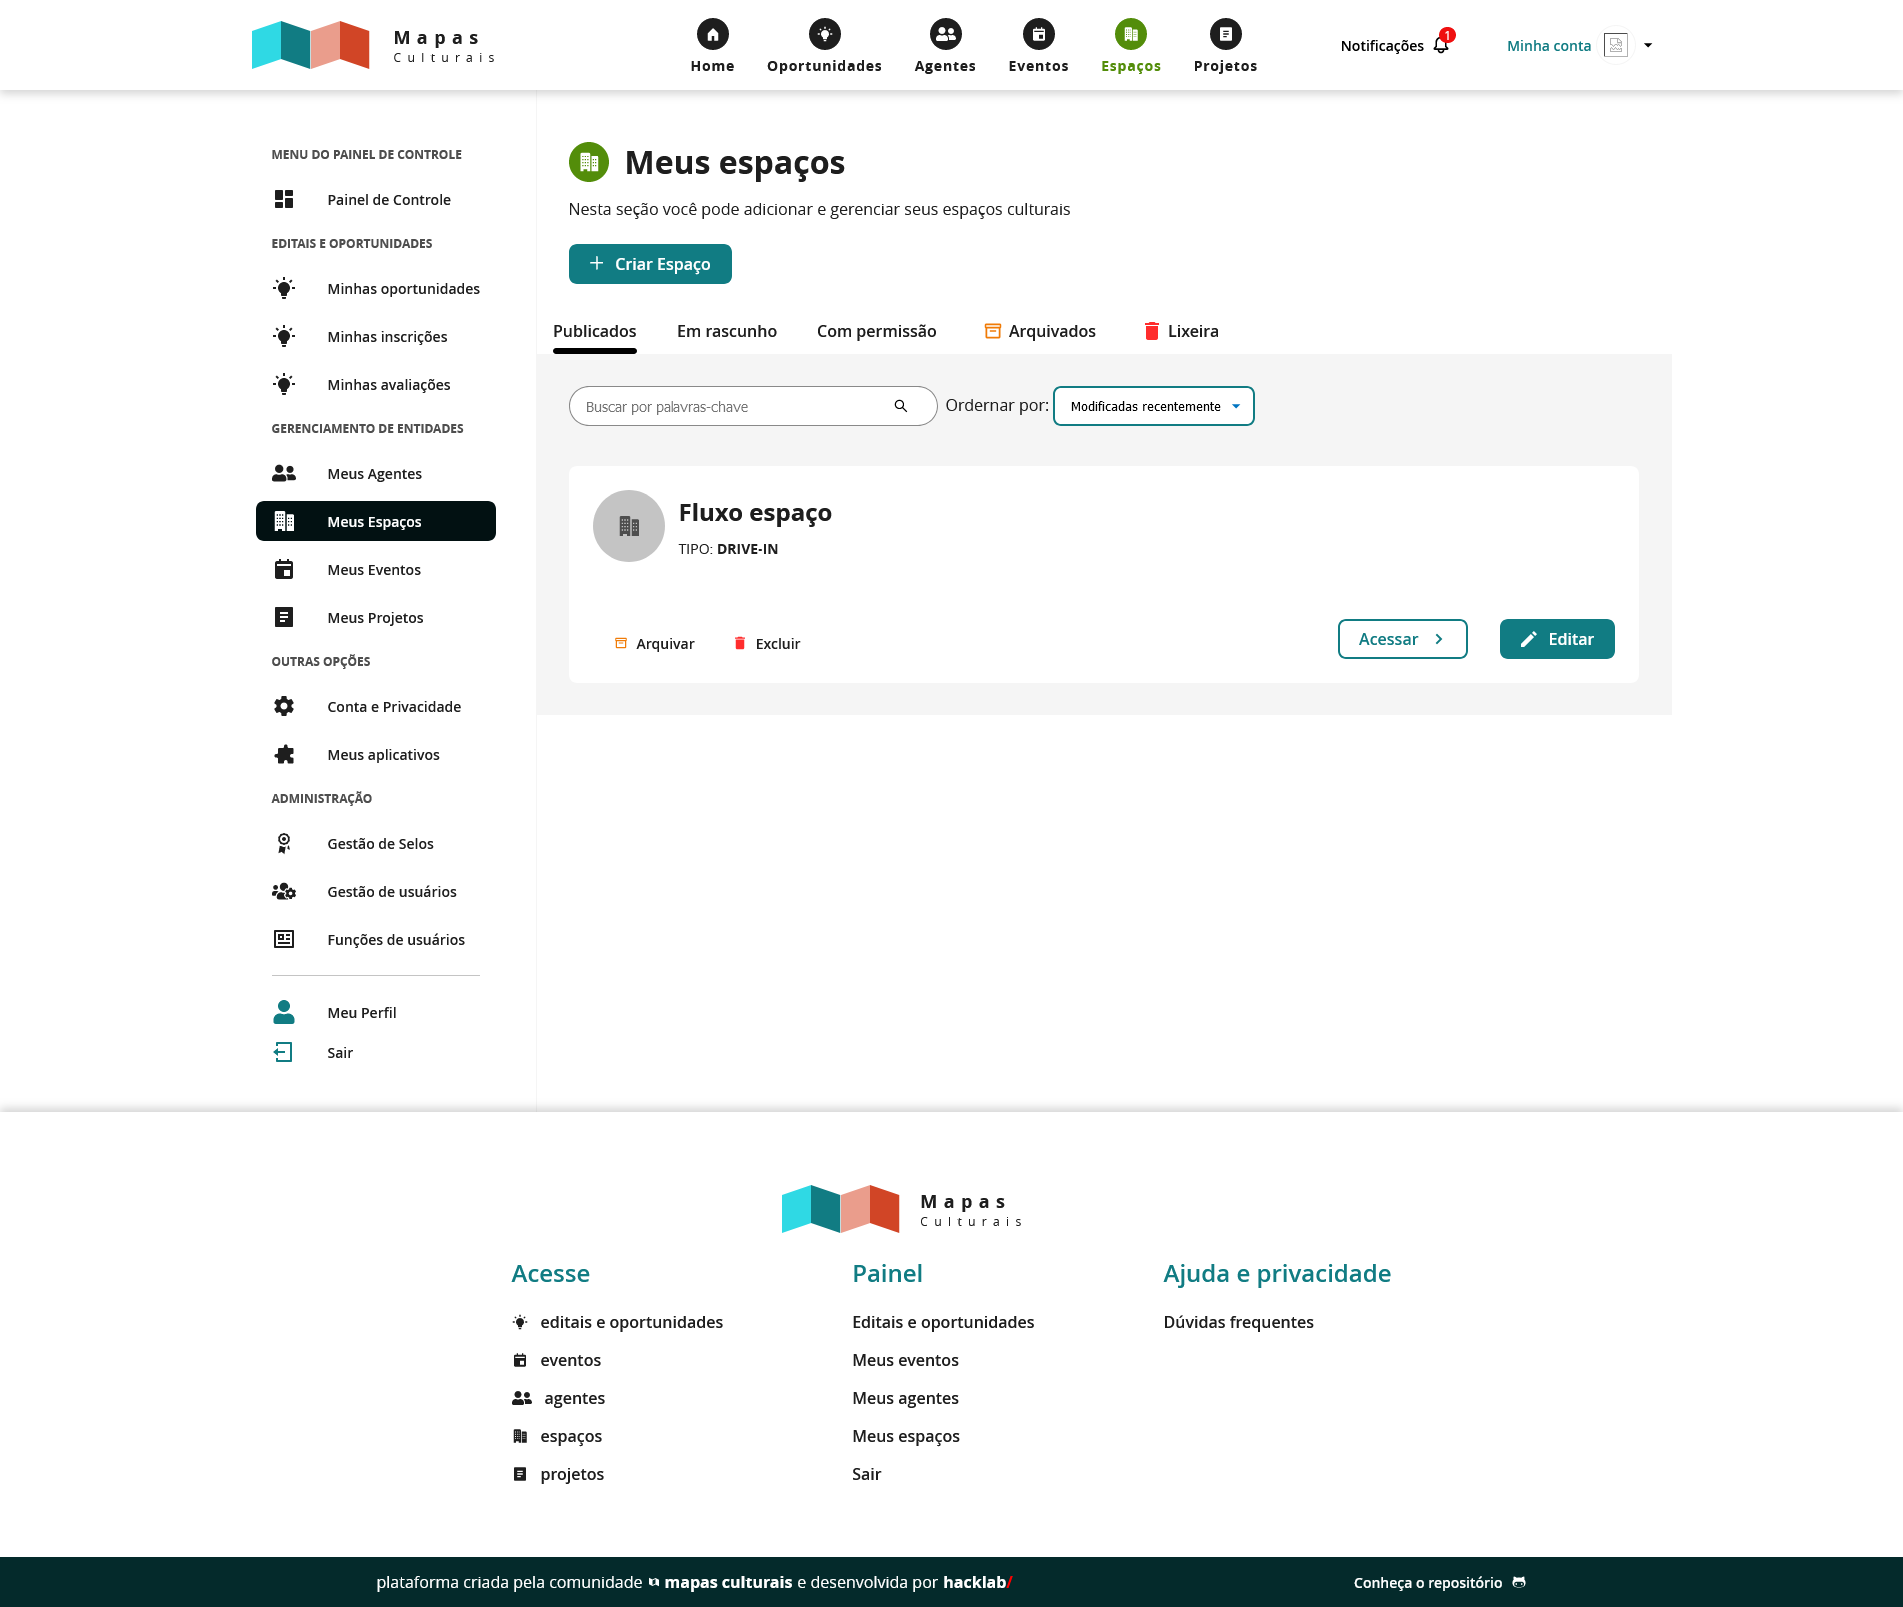 Mapas
Culturais
Home
Oportunidades
Agentes
Eventos
Espaços
Projetos
Notificações 1
Minha conta
MENU DO PAINEL DE CONTROLE
Painel de Controle
EDITAIS E OPORTUNIDADES
Minhas oportunidades
Minhas inscrições
Minhas avaliações
GERENCIAMENTO DE ENTIDADES
Meus Agentes
Meus Espaços
Meus Eventos
Meus Projetos
OUTRAS OPÇÕES
Conta e Privacidade
Meus aplicativos
ADMINISTRAÇÃO
Gestão de Selos
Gestão de usuários
Funções de usuários
Meu Perfil
Sair
Meus espaços
Nesta seção você pode adicionar e gerenciar seus espaços culturais
Criar Espaço
Publicados
Em rascunho
Com permissão
Arquivados
Lixeira
Buscar por palavras-chave
Ordernar por:
Modificadas recentemente
Fluxo espaço
TIPO: DRIVE-IN
Arquivar
Excluir
Acessar
Editar
Mapas
Culturais
Acesse
editais e oportunidades
eventos
agentes
espaços
projetos
Painel
Editais e oportunidades
Meus eventos
Meus agentes
Meus espaços
Sair
Ajuda e privacidade
Dúvidas frequentes
plataforma criada pela comunidade mapas culturais e desenvolvida por hacklab/
Conheça o repositório